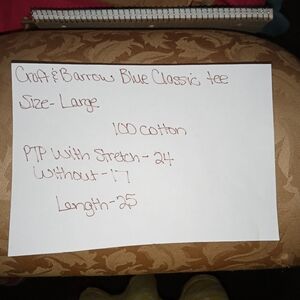 Croft & Barrow Blue Classic tee
Size- Large
100 cotton
PTP With Stretch- 24
Without- 17
Length- 25